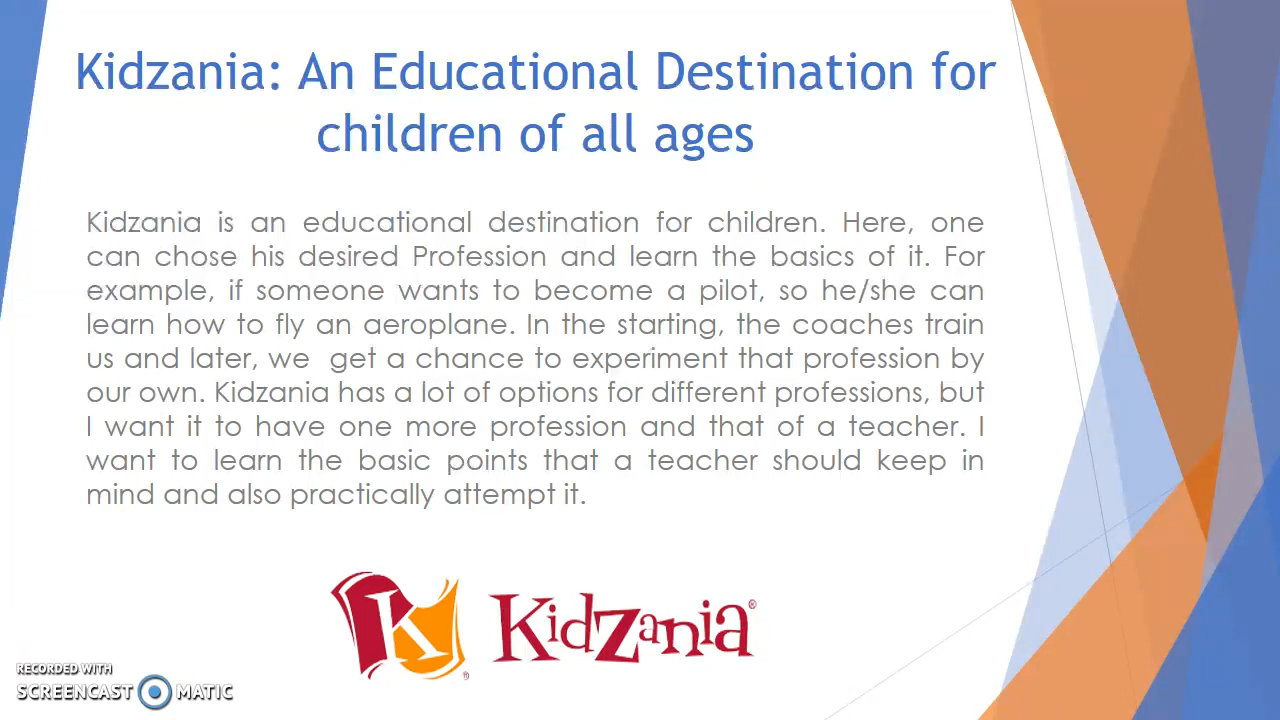 Kidzania: An Educational Destination for
children of all ages
Kidzania is an educational destination for children. Here, one
can chose his desired Profession and learn the basics of it. For
example, if someone wants to become a pilot, so he/she can
learn how to fly an aeroplane. In the starting, the coaches train
us and later, we get a chance to experiment that profession by
our own. Kidzania has a lot of options for different professions, but
I want it to have one more profession and that of a teacher. I
want to learn the basic points that a teacher should keep in
mind and also practically attempt it.
K ® KidZania®
RECORDED WITH
SCREENCAST MATIC